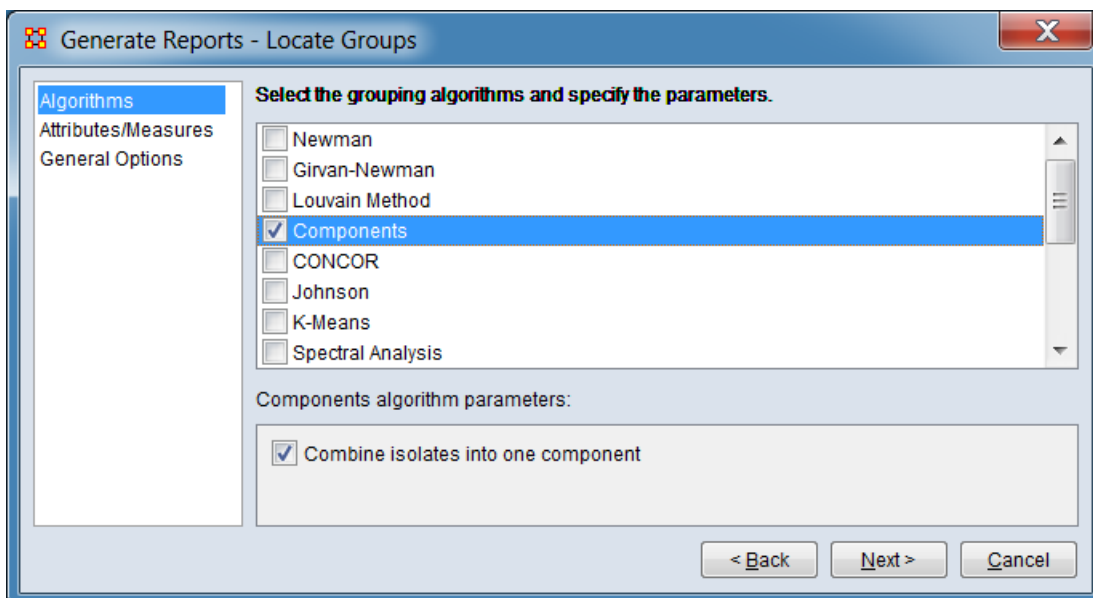 Generate Reports - Locate Groups
X
Algorithms
Attributes/Measures
General Options
Select the grouping algorithms and specify the parameters.
Newman
Girvan-Newman
Louvain Method
Components
CONCOR
Johnson
K-Means
Spectral Analysis
Components algorithm parameters:
Combine isolates into one component
< Back
Next >
Cancel